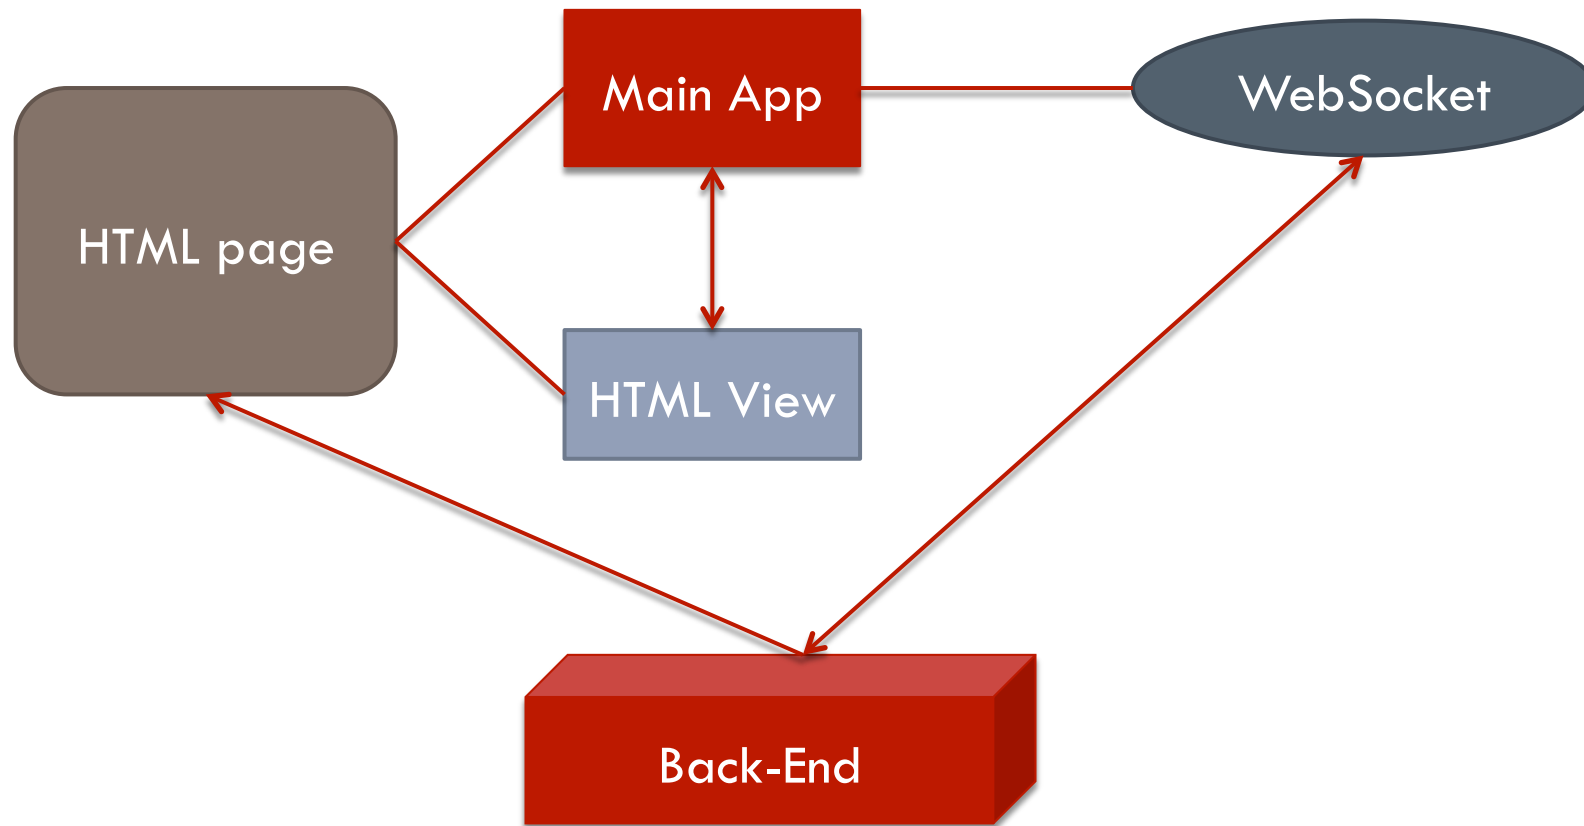 Main App
WebSocket
HTML page
HTML View
Back-End